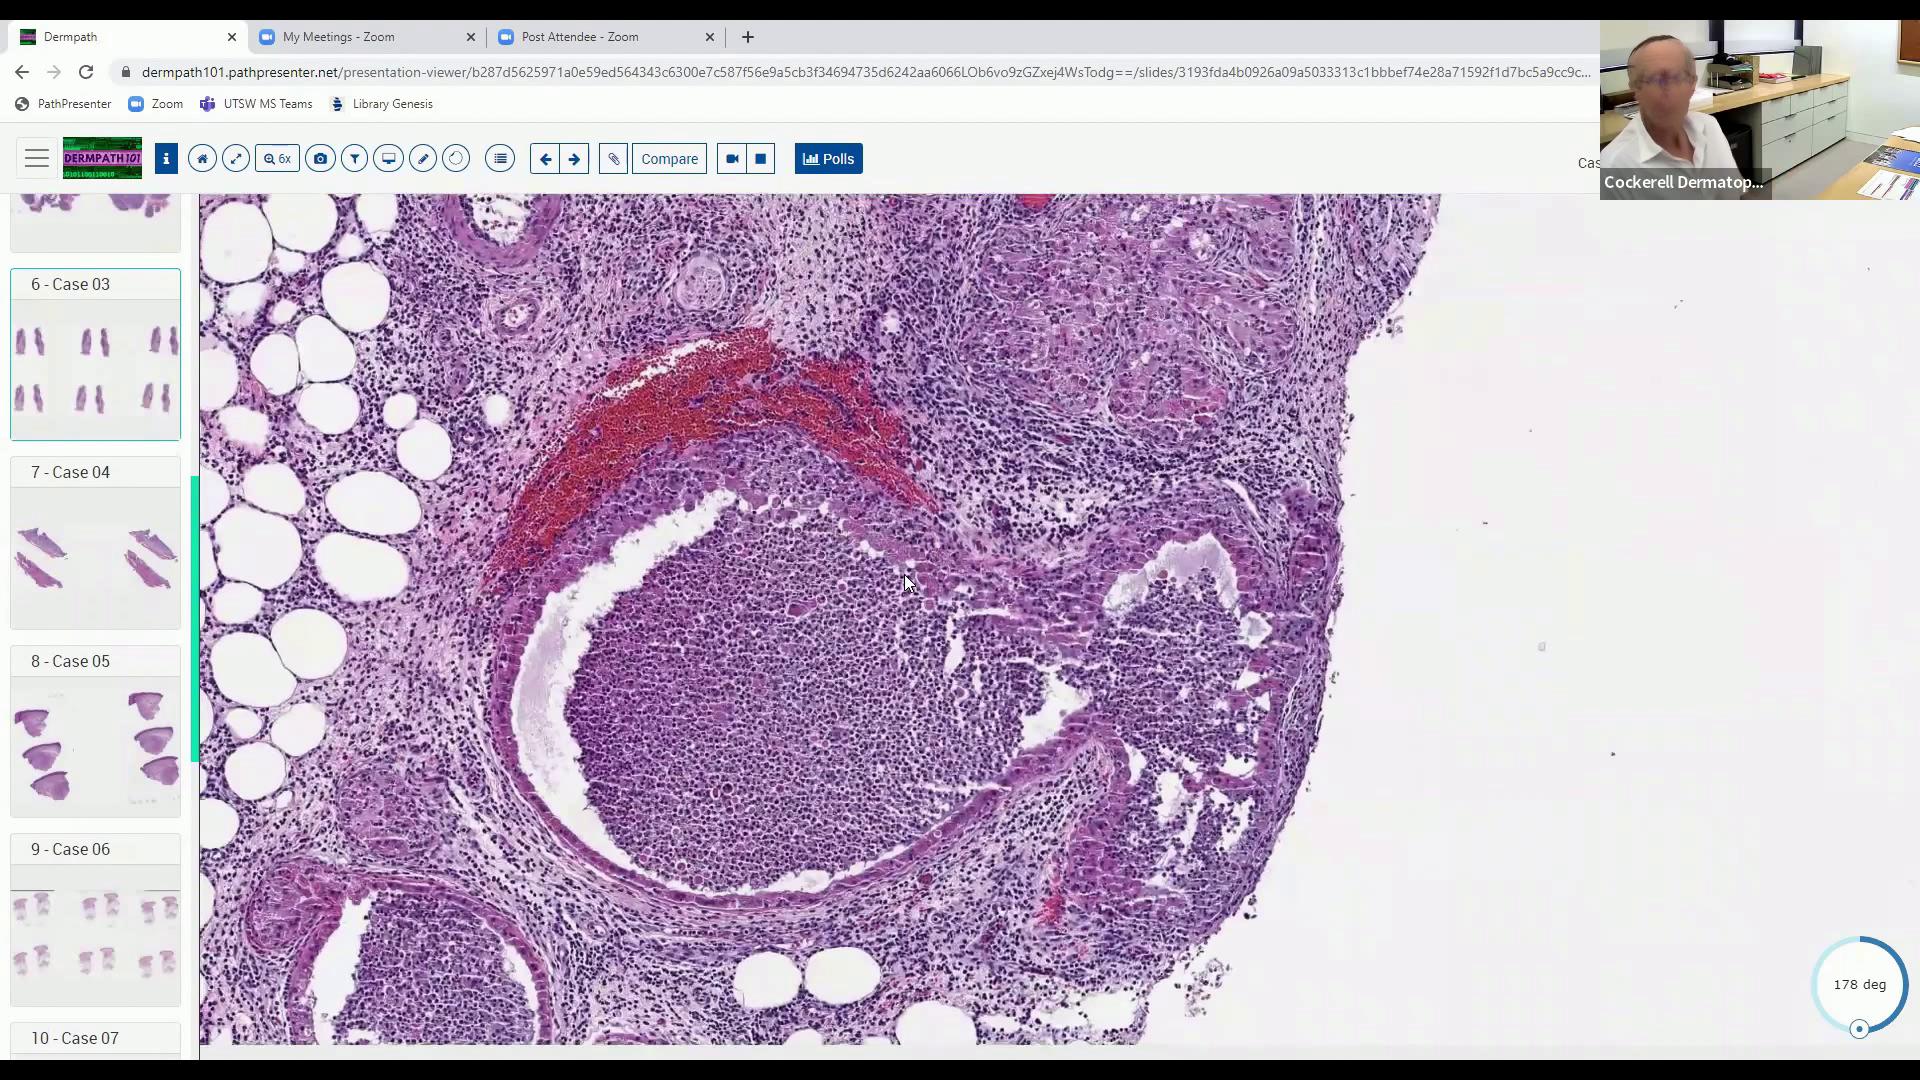 Dermpath
My Meetings - Zoom
Post Attendee - Zoom
dermpath101.pathpresenter.net/presentation-viewer/b287d5625971a0e59ed564343c6300e7c587f56e9a5cb3f34694735d6242aa6066LOb6vo9zGZxej4WsTodg==/slides/3193fda4b0926a09a5033313c1bbbef74e28a71592f1d7bc5a9cc9c...
PathPresenter
Zoom
UTSW MS Teams
Library Genesis
DERMPATH 101
6x
Compare
Polls
Cas
Cockerell Dermatop...
6 - Case 03
7 - Case 04
8 - Case 05
9 - Case 06
10 - Case 07
178 deg